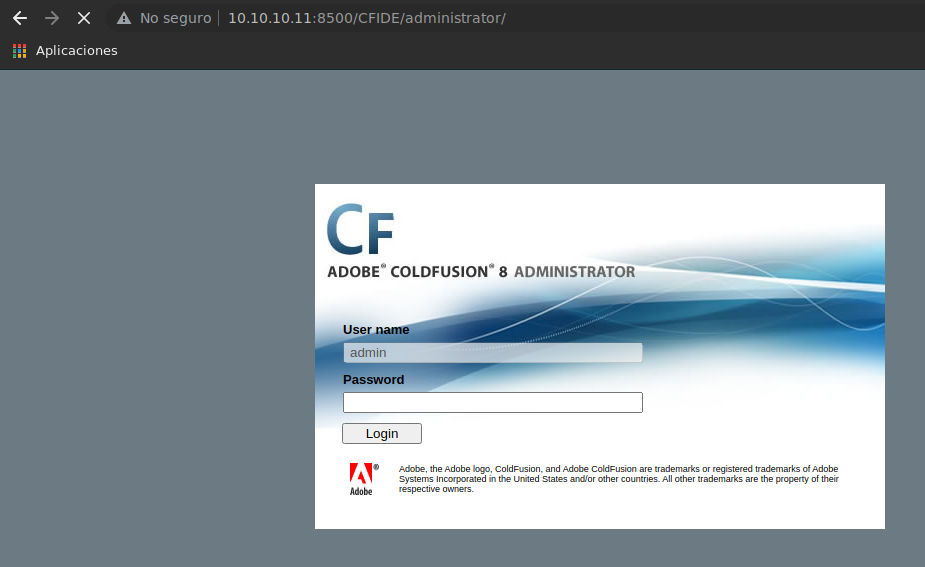 No seguro 10.10.10.11:8500/CFIDE/administrator/
Aplicaciones
CF
ADOBE® COLDFUSION® 8 ADMINISTRATOR
User name
admin
Password
Login
Adobe, the Adobe logo, ColdFusion, and Adobe ColdFusion are trademarks or registered trademarks of Adobe
Systems Incorporated in the United States and/or other countries. All other trademarks are the property of their
respective owners.
®
Adobe